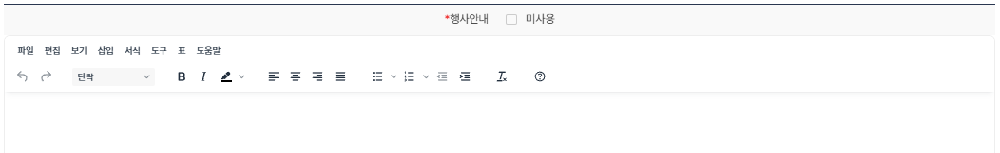 *행사안내 미사용
파일 편집 보기 삽입 서식 도구 표 도움말
단락 B I